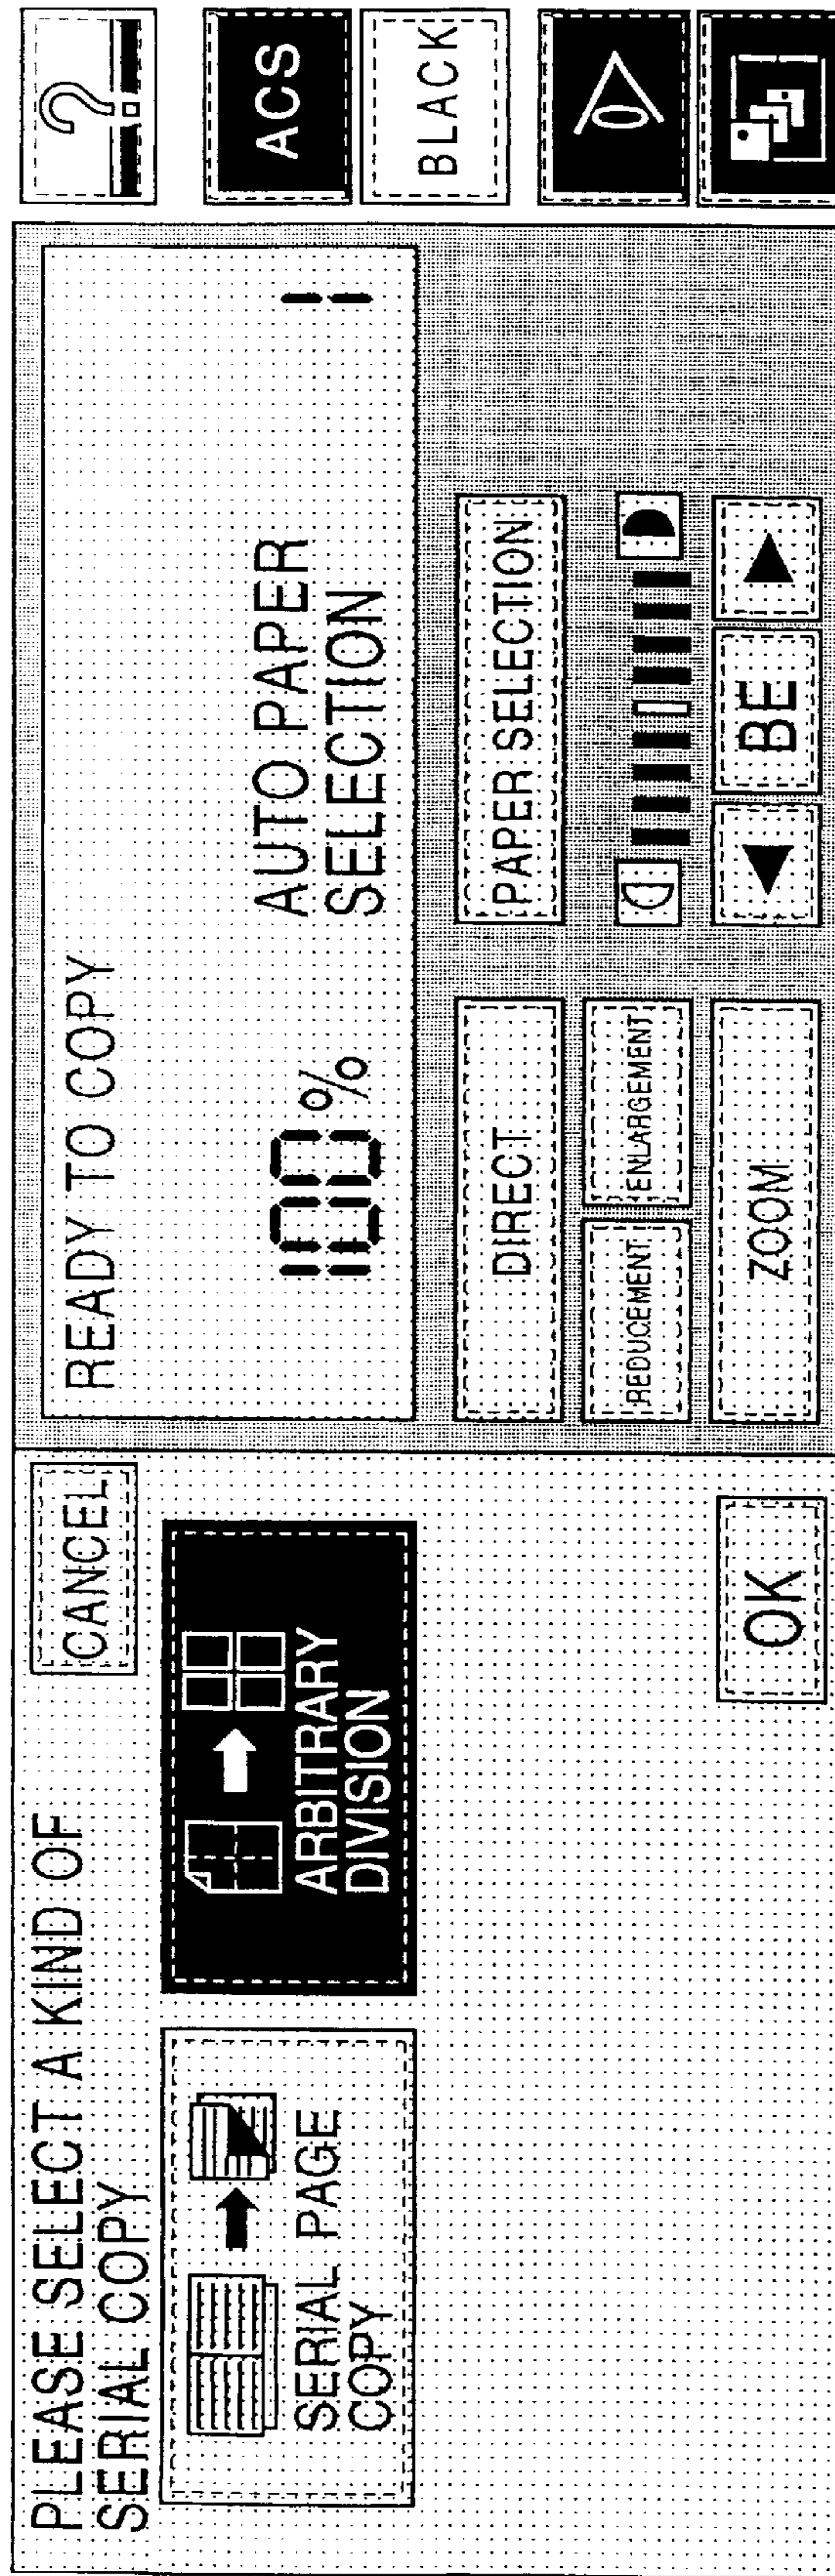 PLEASE SELECT A KIND OF
SERIAL COPY
CANCEL
SERIAL PAGE
COPY
ARBITRARY
DIVISION
OK
READY TO COPY
100%
AUTO PAPER
SELECTION
1
DIRECT
REDUCEMENT
ENLARGEMENT
ZOOM
PAPER SELECTION
BE
?
ACS
BLACK